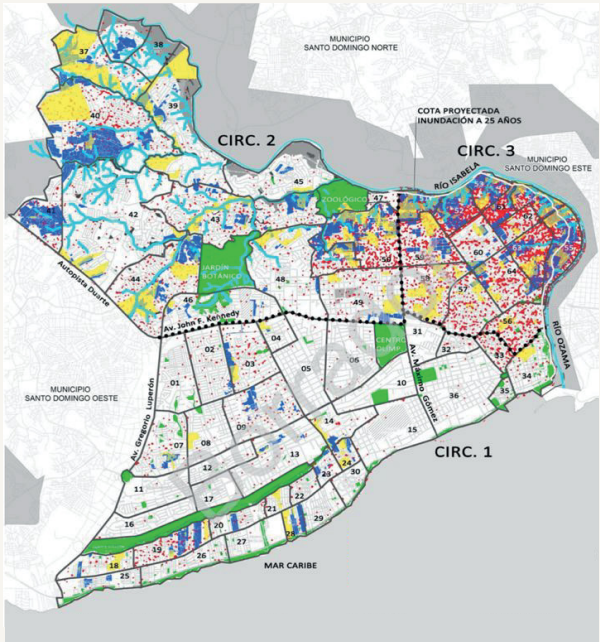 MUNICIPIO
SANTO DOMINGO NORTE
COTA PROYECTADA
INUNDACIÓN A 25 AÑOS
CIRC. 2
CIRC. 3
RÍO ISABELA
MUNICIPIO
SANTO DOMINGO ESTE
37
38
39
40
41
42
43
44
45
46
47
48
49
50
ZOOLÓGICO
JARDÍN
BOTÁNICO
57
60
62
63
64
56
Autopista Duarte
Av. John F. Kennedy
RÍO OZAMA
CENTRO
OLÍMP.
31
32
33
34
35
36
Av. Máximo Gómez
Av. Gregorio Luperón
MUNICIPIO
SANTO DOMINGO OESTE
01
02
03
04
05
06
07
08
09
10
11
12
13
14
15
16
17
18
19
20
21
22
23
24
25
26
27
28
29
30
CIRC. 1
MAR CARIBE